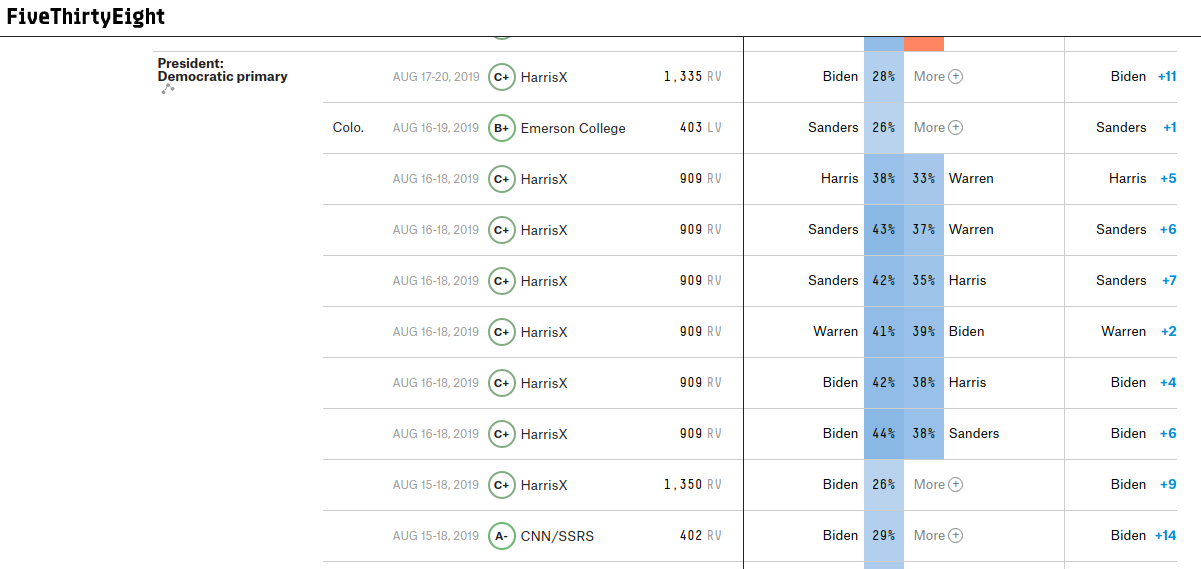 FiveThirtyEight
President:
Democratic primary
AUG 17-20, 2019 C+ HarrisX 1,335 RV Biden 28% More + Biden +11
Colo. AUG 16-19, 2019 B+ Emerson College 403 LV Sanders 26% More + Sanders +1
AUG 16-18, 2019 C+ HarrisX 909 RV Harris 38% 33% Warren Harris +5
AUG 16-18, 2019 C+ HarrisX 909 RV Sanders 43% 37% Warren Sanders +6
AUG 16-18, 2019 C+ HarrisX 909 RV Sanders 42% 35% Harris Sanders +7
AUG 16-18, 2019 C+ HarrisX 909 RV Warren 41% 39% Biden Warren +2
AUG 16-18, 2019 C+ HarrisX 909 RV Biden 42% 38% Harris Biden +4
AUG 16-18, 2019 C+ HarrisX 909 RV Biden 44% 38% Sanders Biden +6
AUG 15-18, 2019 C+ HarrisX 1,350 RV Biden 26% More + Biden +9
AUG 15-18, 2019 A- CNN/SSRS 402 RV Biden 29% More + Biden +14